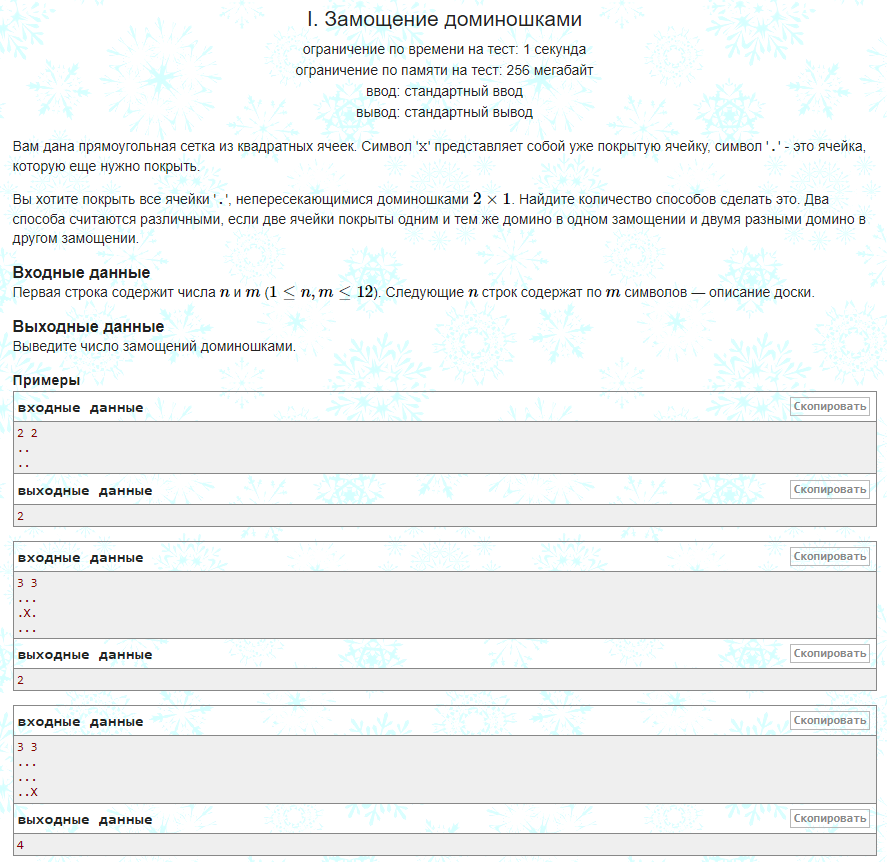 I. Замощение доминошками
ограничение по времени на тест: 1 секунда
ограничение по памяти на тест: 256 мегабайт
ввод: стандартный ввод
вывод: стандартный вывод
Вам дана прямоугольная сетка из квадратных ячеек. Символ 'X' представляет собой уже покрытую ячейку, символ '.' - это ячейка,
которую еще нужно покрыть.
Вы хотите покрыть все ячейки '.', непересекающимися доминошками 2 × 1. Найдите количество способов сделать это. Два
способа считаются различными, если две ячейки покрыты одним и тем же домино в одном замощении и двумя разными домино в
другом замощении.
Входные данные
Первая строка содержит числа n и m (1 ≤ n, m ≤ 12). Следующие n строк содержат по m символов — описание доски.
Выходные данные
Выведите число замощений доминошками.
Примеры
входные данные Скопировать
2 2
..
..
выходные данные Скопировать
2
входные данные Скопировать
3 3
...
.X.
...
выходные данные Скопировать
2
входные данные Скопировать
3 3
...
...
..X
выходные данные Скопировать
4